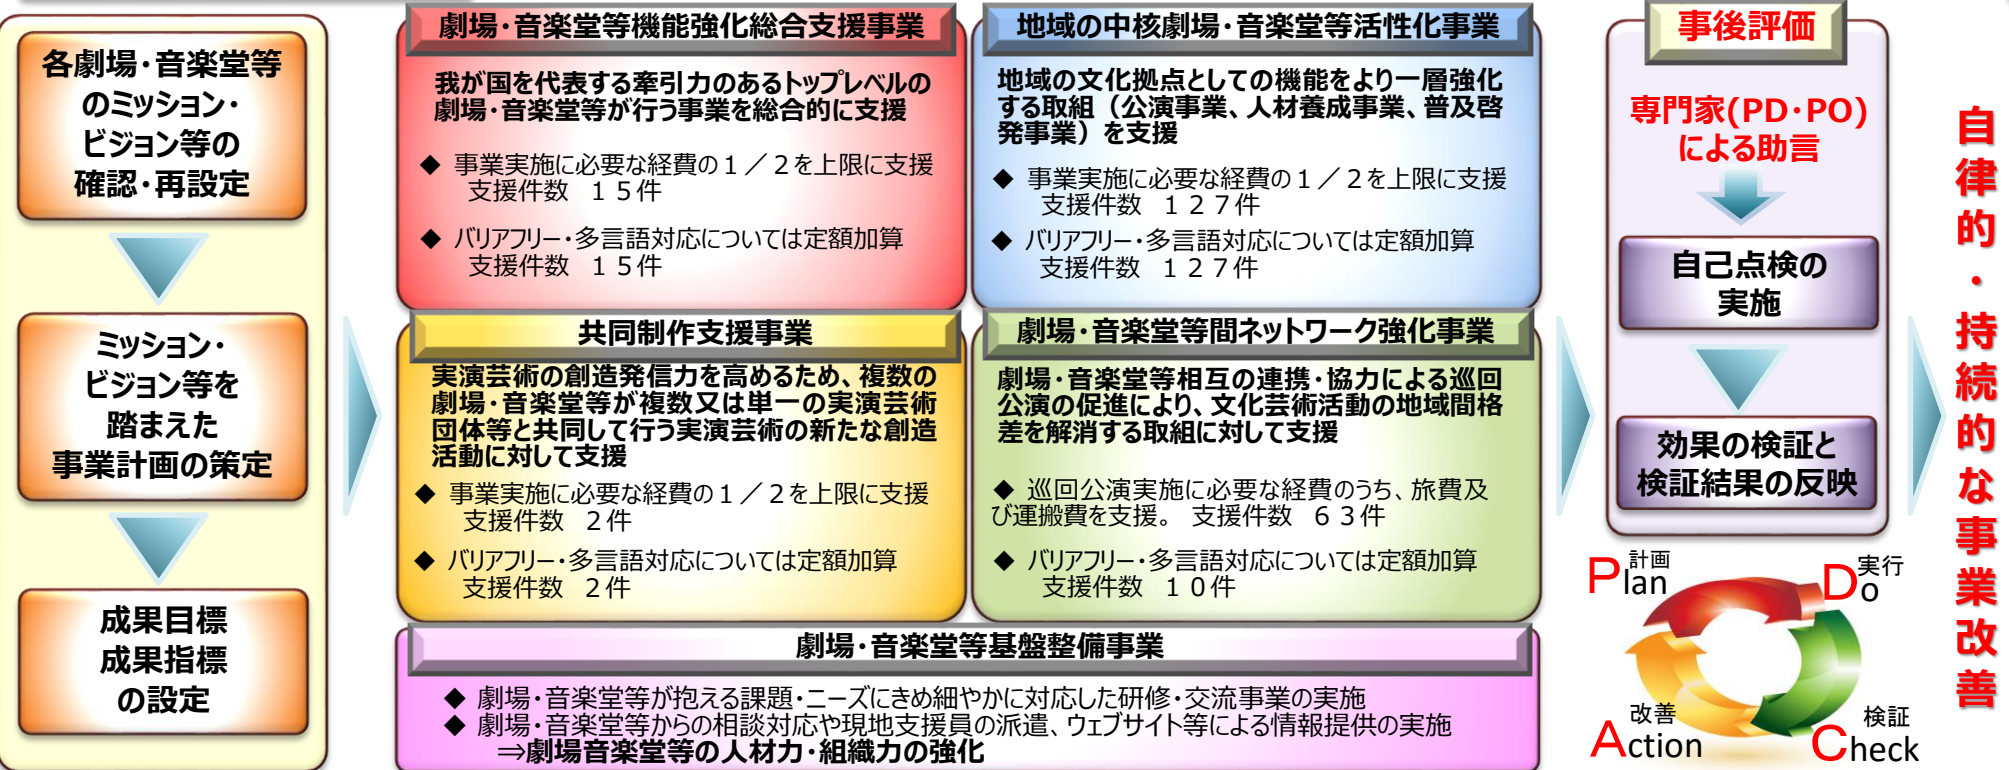 各劇場・音楽堂等
のミッション・
ビジョン等の
確認・再設定
ミッション・
ビジョン等を
踏まえた
事業計画の策定
成果目標
成果指標
の設定
劇場・音楽堂等機能強化総合支援事業
我が国を代表する牽引力のあるトップレベルの
劇場・音楽堂等が行う事業を総合的に支援
◆ 事業実施に必要な経費の１／２を上限に支援
支援件数 １５件
◆ バリアフリー・多言語対応については定額加算
支援件数 １５件
地域の中核劇場・音楽堂等活性化事業
地域の文化拠点としての機能をより一層強化
する取組（公演事業、人材養成事業、普及啓
発事業）を支援
◆ 事業実施に必要な経費の１／２を上限に支援
支援件数 １２７件
◆ バリアフリー・多言語対応については定額加算
支援件数 １２７件
共同制作支援事業
実演芸術の創造発信力を高めるため、複数の
劇場・音楽堂等が複数又は単一の実演芸術
団体等と共同して行う実演芸術の新たな創造
活動に対して支援
◆ 事業実施に必要な経費の１／２を上限に支援
支援件数 ２件
◆ バリアフリー・多言語対応については定額加算
支援件数 ２件
劇場・音楽堂等間ネットワーク強化事業
劇場・音楽堂等相互の連携・協力による巡回
公演の促進により、文化芸術活動の地域間格
差を解消する取組に対して支援
◆ 巡回公演実施に必要な経費のうち、旅費及
び運搬費を支援。 支援件数 ６３件
◆ バリアフリー・多言語対応については定額加算
支援件数 １０件
劇場・音楽堂等基盤整備事業
◆ 劇場・音楽堂等が抱える課題・ニーズにきめ細やかに対応した研修・交流事業の実施
◆ 劇場・音楽堂等からの相談対応や現地支援員の派遣、ウェブサイト等による情報提供の実施
⇒劇場音楽堂等の人材力・組織力の強化
事後評価
専門家(PD・PO)
による助言
自己点検の
実施
効果の検証と
検証結果の反映
計画
Plan
実行
Do
改善
Action
検証
Check
自律的・持続的な事業改善